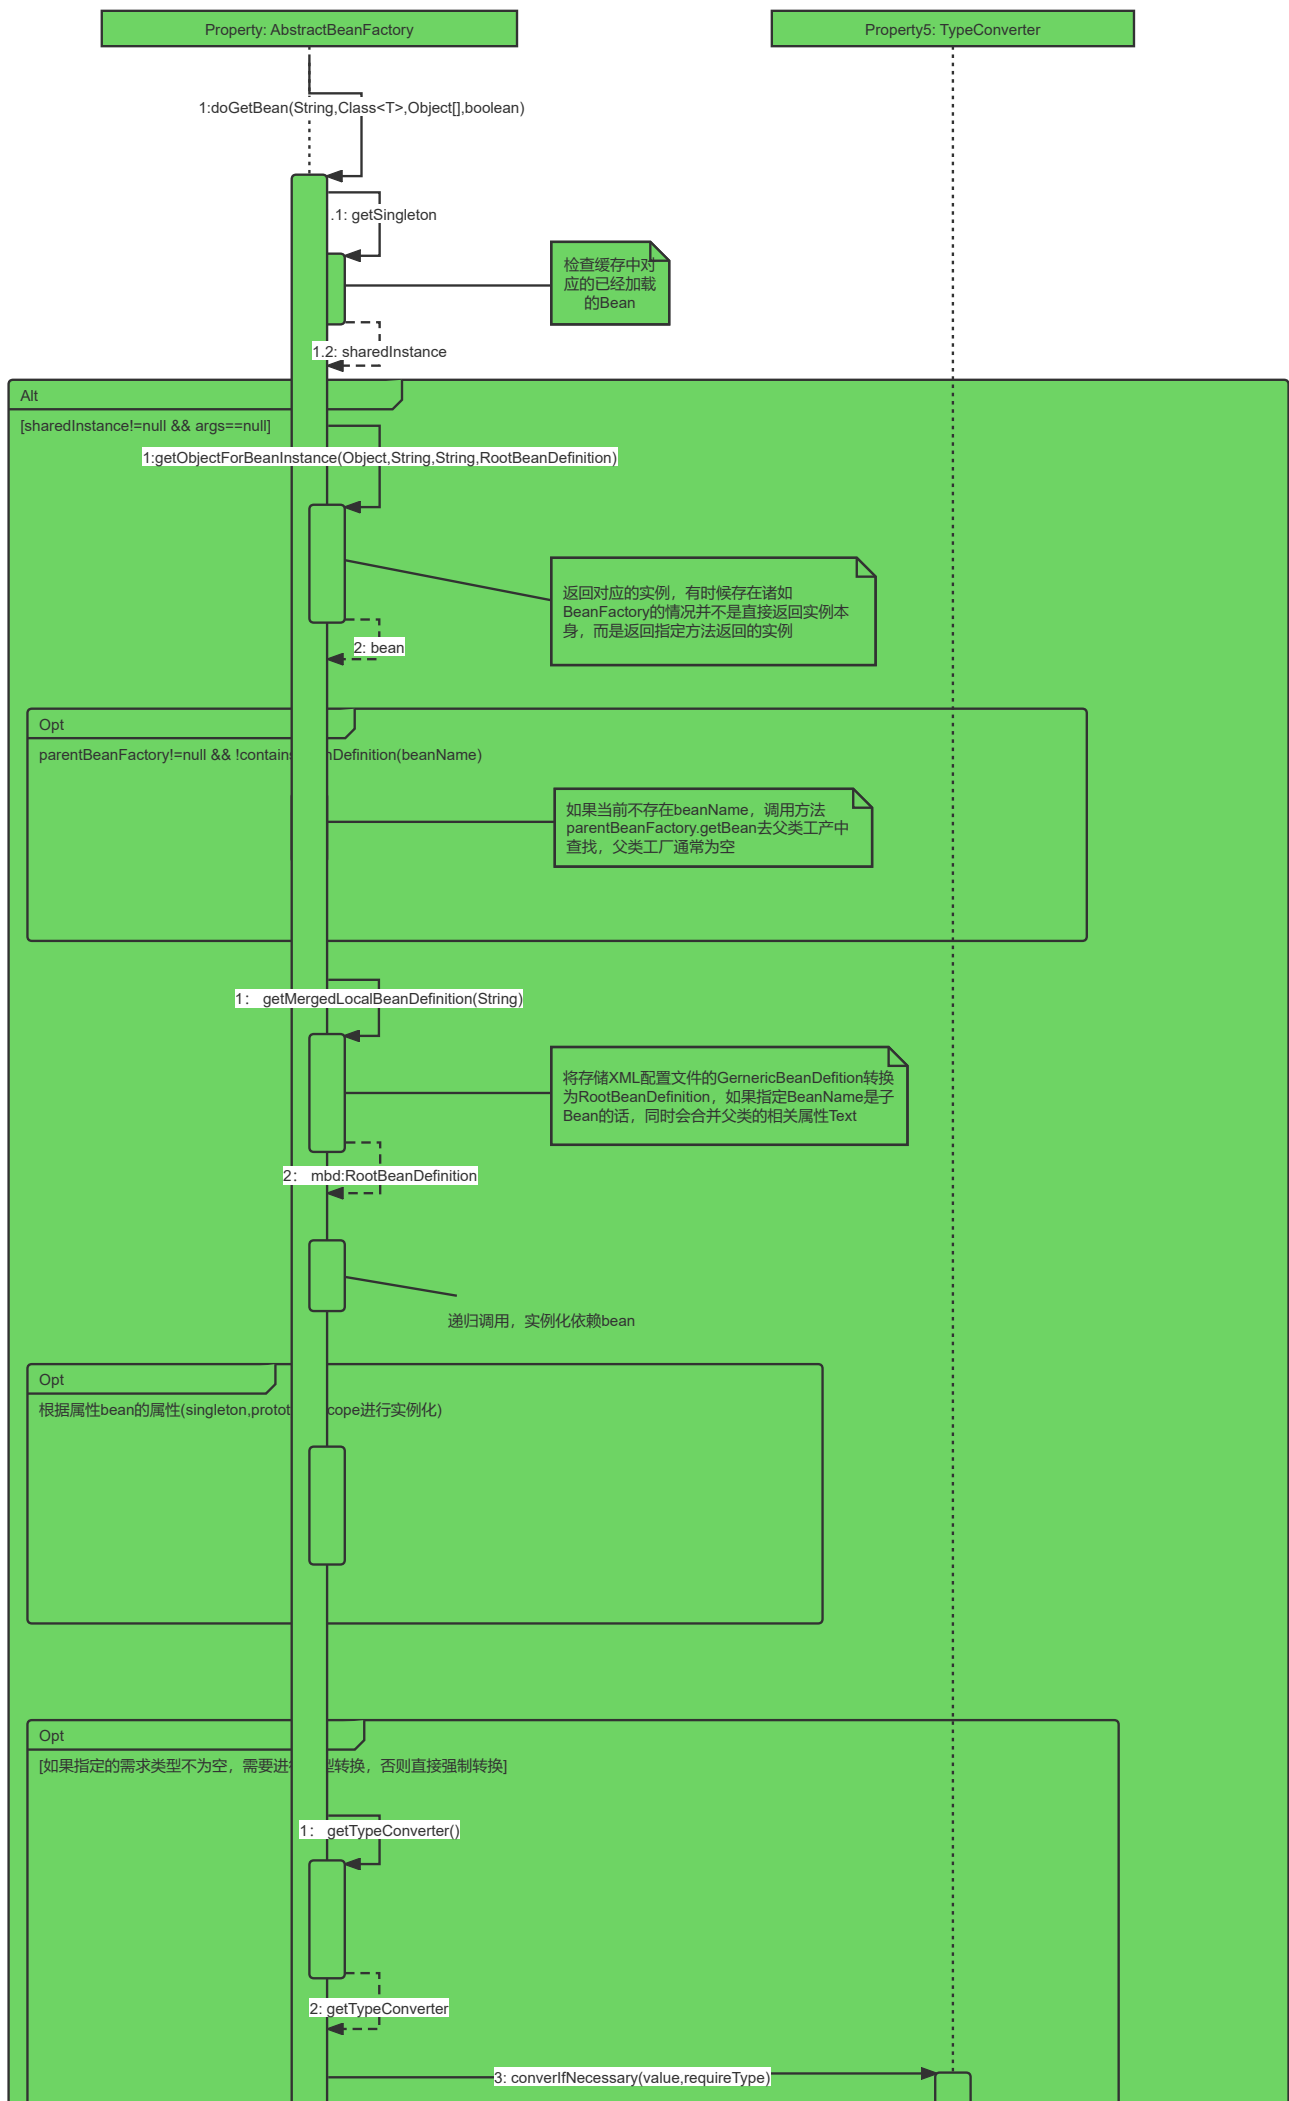 Property: AbstractBeanFactory
Property5: TypeConverter
1:doGetBean(String,Class<T>,Object[],boolean)
.1: getSingleton
检查缓存中对
应的已经加载
的Bean
1.2: sharedInstance
Alt
[sharedInstance!=null && args==null]
1:getObjectForBeanInstance(Object,String,String,RootBeanDefinition)
返回对应的实例，有时候存在诸如
BeanFactory的情况并不是直接返回实例本
身，而是返回指定方法返回的实例
2: bean
Opt
parentBeanFactory!=null && !contains nDefinition(beanName)
如果当前不存在beanName，调用方法
parentBeanFactory.getBean去父类工产中
查找，父类工厂通常为空
1： getMergedLocalBeanDefinition(String)
将存储XML配置文件的GernericBeanDefition转换
为RootBeanDefinition，如果指定BeanName是子
Bean的话，同时会合并父类的相关属性Text
2： mbd:RootBeanDefinition
递归调用，实例化依赖bean
Opt
根据属性bean的属性(singleton,protot cope进行实例化)
Opt
[如果指定的需求类型不为空，需要进 型转换，否则直接强制转换]
1： getTypeConverter()
2: getTypeConverter
3: converIfNecessary(value,requireType)